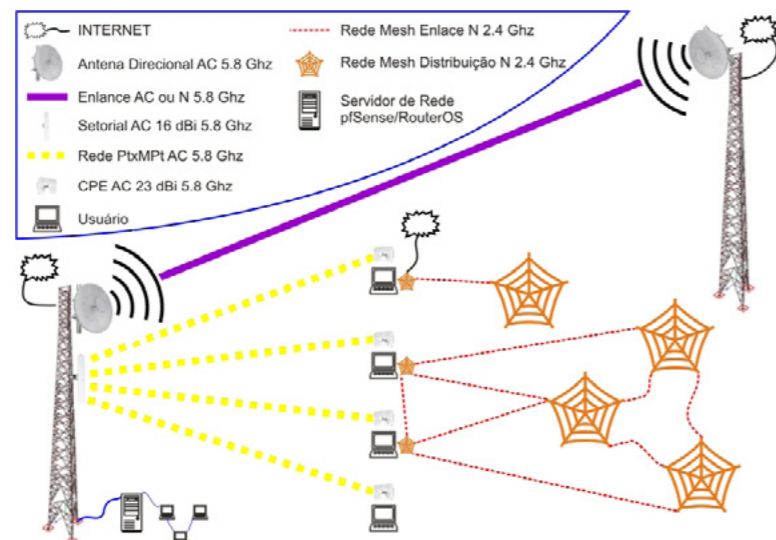 INTERNET
Antena Direcional AC 5.8 Ghz
Enlance AC ou N 5.8 Ghz
Setorial AC 16 dBi 5.8 Ghz
Rede PtxMPt AC 5.8 Ghz
CPE AC 23 dBi 5.8 Ghz
Usuário
Rede Mesh Enlace N 2.4 Ghz
Rede Mesh Distribuição N 2.4 Ghz
Servidor de Rede
pfSense/RouterOS